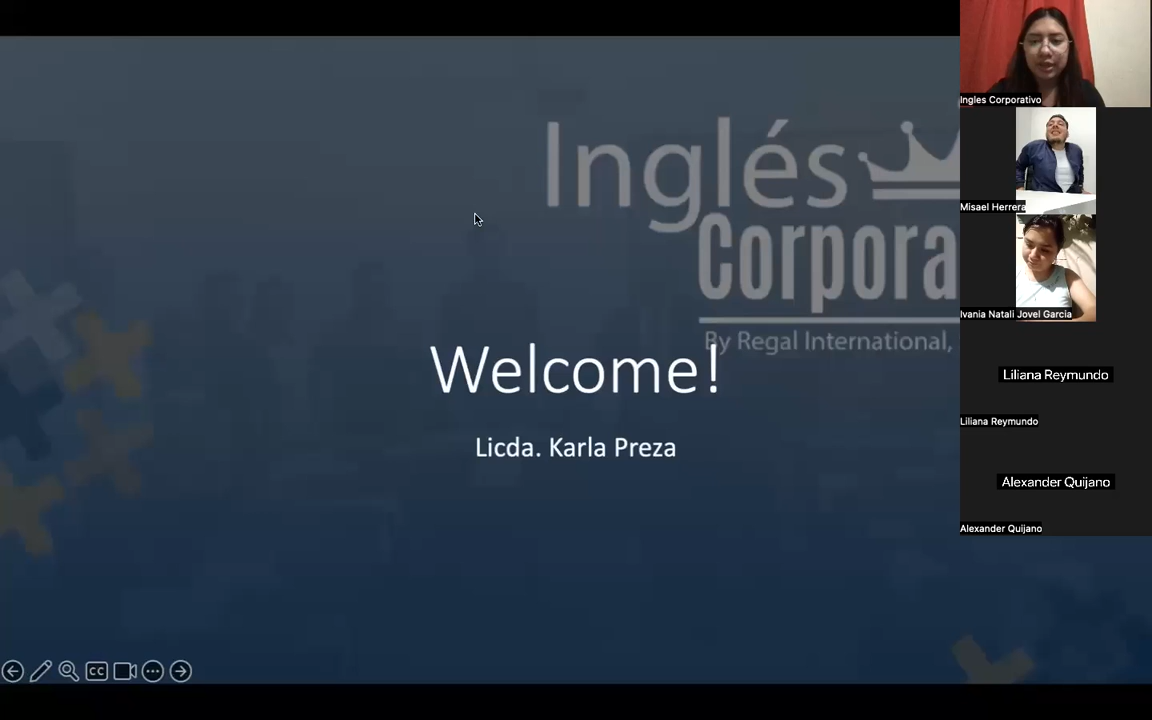 Inglés
Corpora
By Regal International,
Welcome!
Licda. Karla Preza
CC
Ingles Corporativo
Misael Herrera
Ivania Natali Jovel Garcia
Liliana Reymundo
Liliana Reymundo
Alexander Quijano
Alexander Quijano